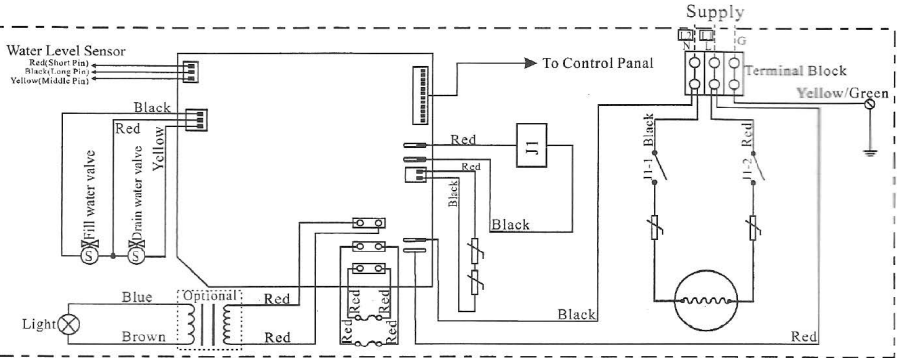 Supply
N L G
Water Level Sensor
Red(Short Pin)
Black(Long Pin)
Yellow(Middle Pin)
To Control Panal
Terminal Block
Yellow/Green
Black
Red
Yellow
Fill water valve
Drain water valve
S
S
Red
J1
Red
Black
Black
Black
Red
J1-1
J1-2
Optional
Blue
Red
Light
Brown
Red
Red
Red
Red
Red
Black
Red